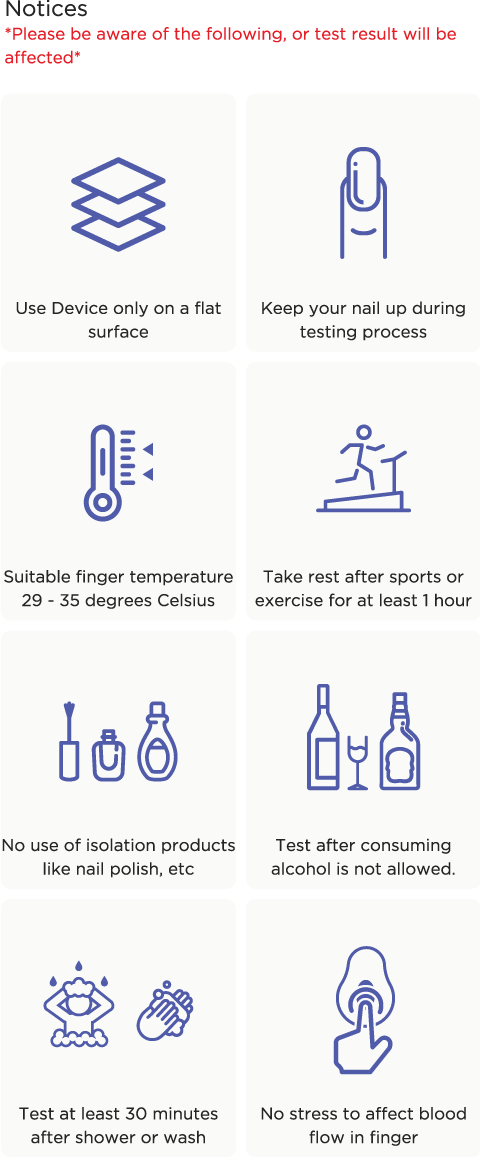 Notices
*Please be aware of the following, or test result will be
affected*
Use Device only on a flat
surface
Keep your nail up during
testing process
Suitable finger temperature
29 - 35 degrees Celsius
Take rest after sports or
exercise for at least 1 hour
No use of isolation products
like nail polish, etc
Test after consuming
alcohol is not allowed.
Test at least 30 minutes
after shower or wash
No stress to affect blood
flow in finger